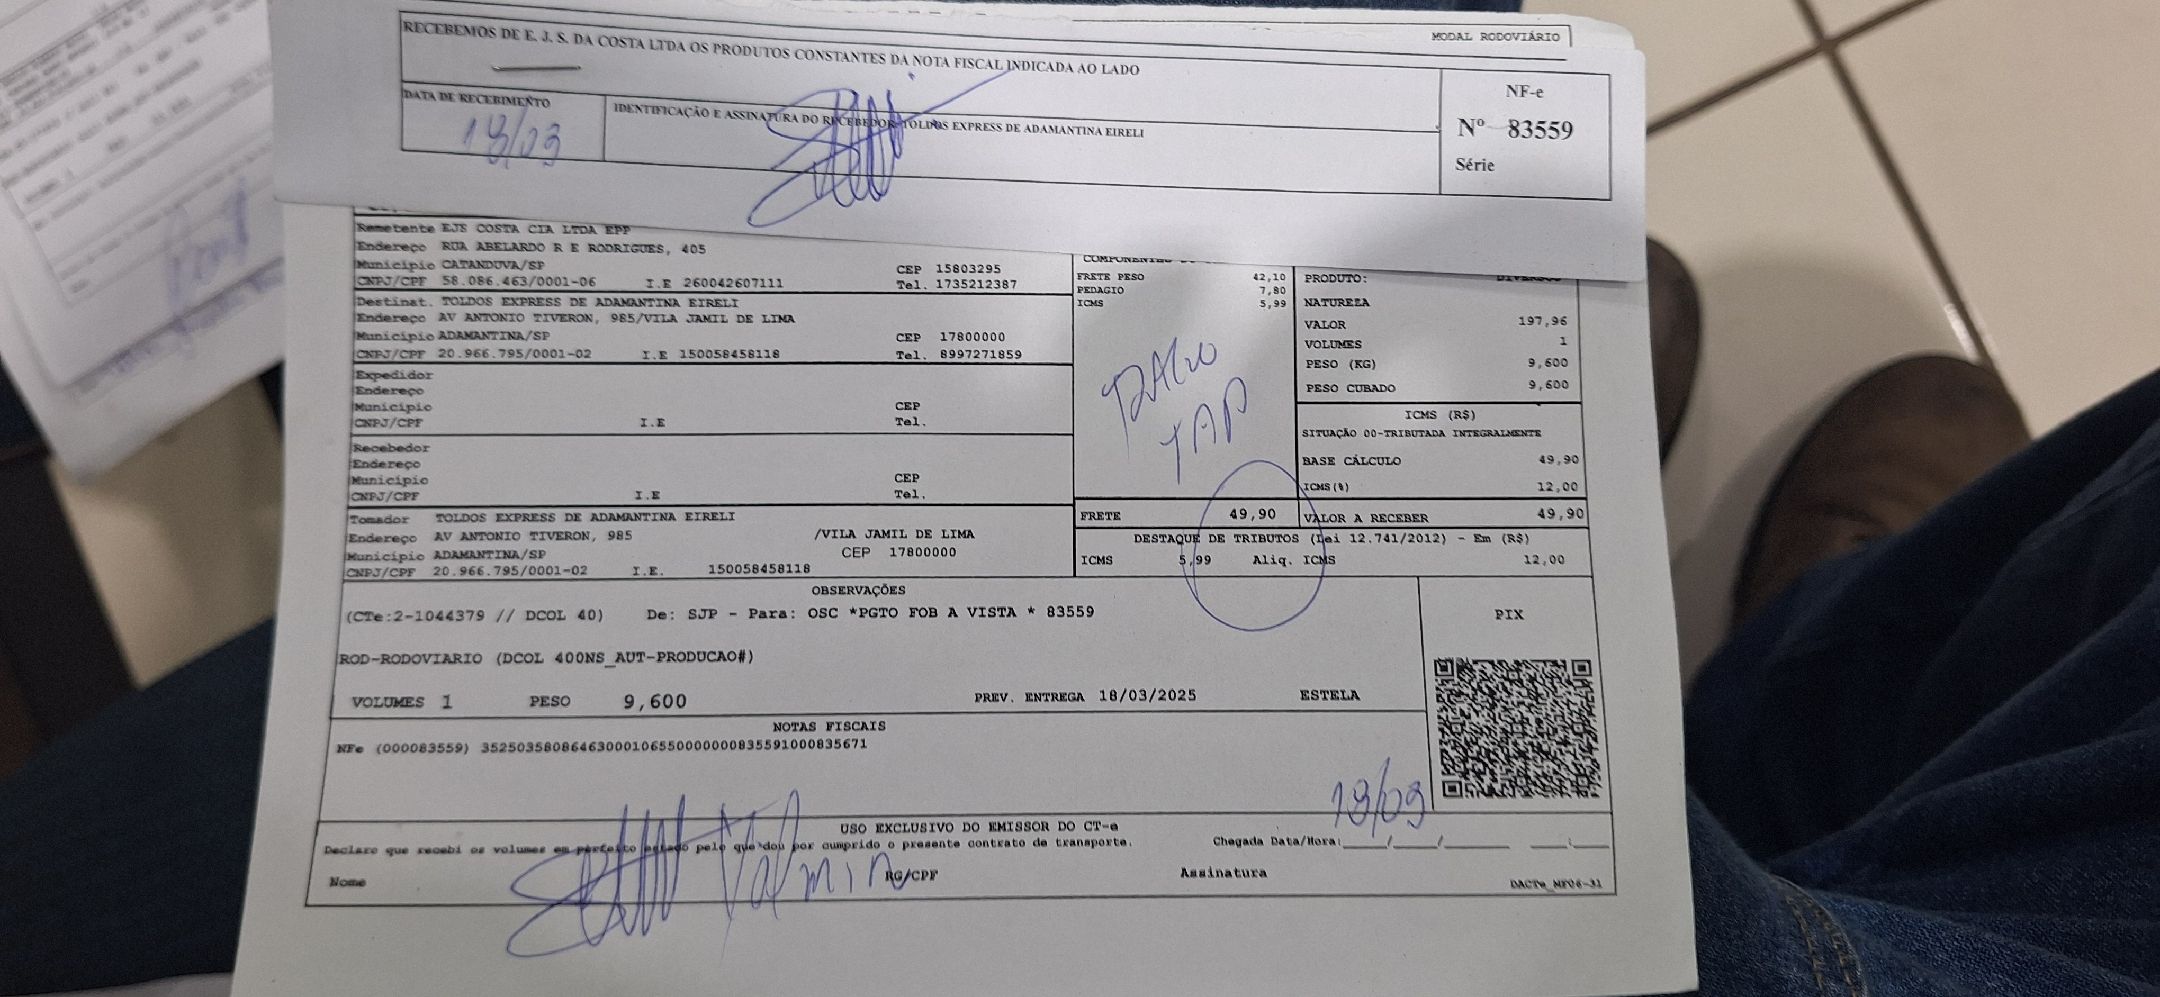 MODAL RODOVIÁRIO
RECEBEMOS DE E. J. S. DA COSTA LTDA OS PRODUTOS CONSTANTES DA NOTA FISCAL INDICADA AO LADO
DATA DE RECEBIMENTO
18/03
IDENTIFICAÇÃO E ASSINATURA DO RECEBEDOR-TOLDOS EXPRESS DE ADAMANTINA EIRELI
NF-e
Nº 83559
Série
Remetente EJS COSTA CIA LTDA EPP
Endereço RUA ABELARDO R E RODRIGUES, 405
Município CATANDUVA/SP CEP 15803295
CNPJ/CPF 58.086.463/0001-06 I.E 260042607111 Tel. 1735212387
Destinat. TOLDOS EXPRESS DE ADAMANTINA EIRELI
Endereço AV ANTONIO TIVERON, 985/VILA JAMIL DE LIMA
Município ADAMANTINA/SP CEP 17800000
CNPJ/CPF 20.966.795/0001-02 I.E 150058458118 Tel. 8997271859
Expedidor
Endereço
Município CEP
CNPJ/CPF I.E Tel.
Recebedor
Endereço
Município CEP
CNPJ/CPF I.E Tel.
Tomador TOLDOS EXPRESS DE ADAMANTINA EIRELI
Endereço AV ANTONIO TIVERON, 985 /VILA JAMIL DE LIMA
Município ADAMANTINA/SP CEP 17800000
CNPJ/CPF 20.966.795/0001-02 I.E. 150058458118
FRETE PESO 42,10
PEDAGIO 7,80
ICMS 5,99
FRETE 49,90
PRODUTO: DIVERSOS
NATUREZA
VALOR 197,96
VOLUMES 1
PESO (KG) 9,600
PESO CUBADO 9,600
ICMS (R$)
SITUAÇÃO 00-TRIBUTADA INTEGRALMENTE
BASE CÁLCULO 49,90
ICMS(%) 12,00
VALOR A RECEBER 49,90
DESTAQUE DE TRIBUTOS (Lei 12.741/2012) - Em (R$)
ICMS 5,99 Aliq. ICMS 12,00
OBSERVAÇÕES
(CTe:2-1044379 // DCOL 40) De: SJP - Para: OSC *PGTO FOB A VISTA * 83559
ROD-RODOVIARIO (DCOL 400NS_AUT-PRODUCAO#)
VOLUMES 1 PESO 9,600 PREV. ENTREGA 18/03/2025 ESTELA
PIX
NOTAS FISCAIS
NFe (000083559) 35250358086463000106550000000835591000835671
18/03
USO EXCLUSIVO DO EMISSOR DO CT-e
Declaro que recebi os volumes em perfeito estado pelo que dou por cumprido o presente contrato de transporte. Chegada Data/Hora:____/____/______ ____:____
Nome Valmir RG/CPF Assinatura
DACTe_MF06-31